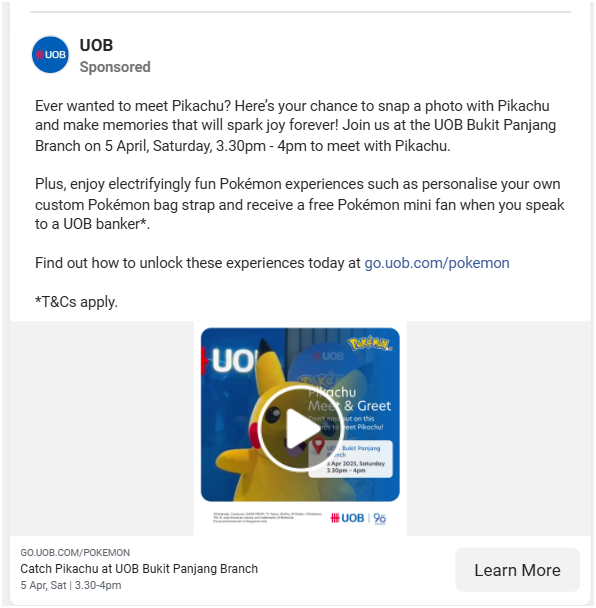 UOB
UOB
Sponsored
Ever wanted to meet Pikachu? Here's your chance to snap a photo with Pikachu
and make memories that will spark joy forever! Join us at the UOB Bukit Panjang
Branch on 5 April, Saturday, 3.30pm - 4pm to meet with Pikachu.
Plus, enjoy electrifyingly fun Pokémon experiences such as personalise your own
custom Pokémon bag strap and receive a free Pokémon mini fan when you speak
to a UOB banker*.
Find out how to unlock these experiences today at go.uob.com/pokemon
*T&Cs apply.
Pokémon
UO
UOB
Pikachu
Meet & Greet
Don't miss out on this
chance to meet Pikachu!
UOB Bukit Panjang
Branch
5 Apr 2025, Saturday
3.30pm - 4pm
UOB | 90
GO.UOB.COM/POKEMON
Catch Pikachu at UOB Bukit Panjang Branch
5 Apr, Sat | 3.30-4pm
Learn More